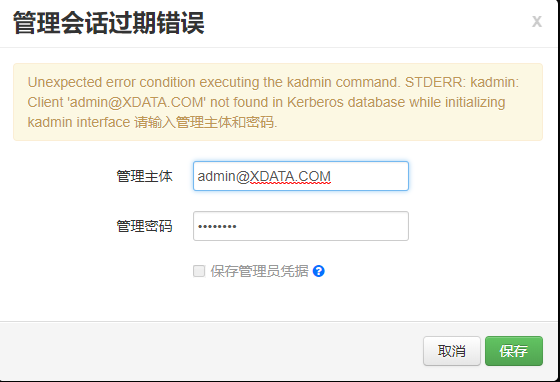 管理会话过期错误
x
Unexpected error condition executing the kadmin command. STDERR: kadmin:
Client 'admin@XDATA.COM' not found in Kerberos database while initializing
kadmin interface 请输入管理主体和密码.
管理主体 admin@XDATA.COM
管理密码 ••••••••
保存管理员凭据 ?
取消 保存